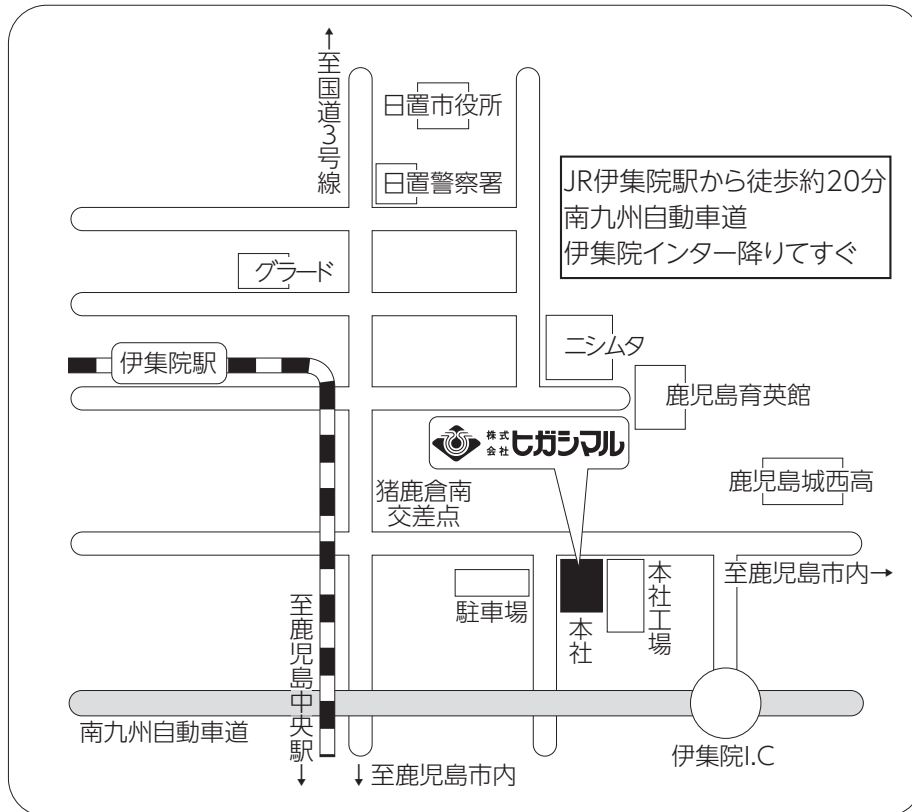 ↑至国道3号線
日置市役所
日置警察署
JR伊集院駅から徒歩約20分
南九州自動車道
伊集院インター降りてすぐ
グラード
ニシムタ
伊集院駅
鹿児島育英館
株式会社ヒガシマル
鹿児島城西高
猪鹿倉南
交差点
至鹿児島市内→
駐車場
本社
本社工場
至鹿児島中央駅↓
南九州自動車道
伊集院I.C
↓至鹿児島市内